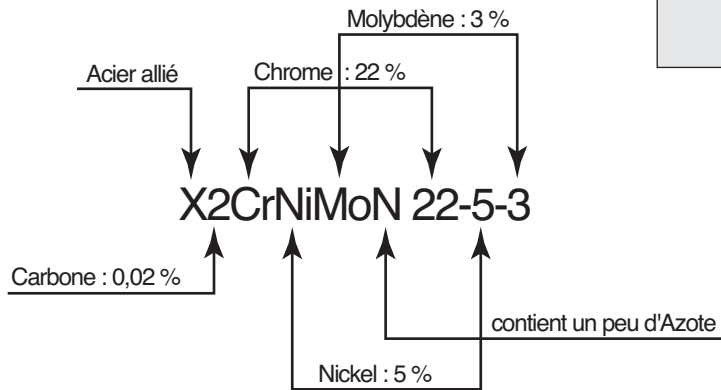 Molybdène : 3 %
Acier allié
Chrome : 22 %
X2CrNiMoN 22-5-3
Carbone : 0,02 %
contient un peu d'Azote
Nickel : 5 %